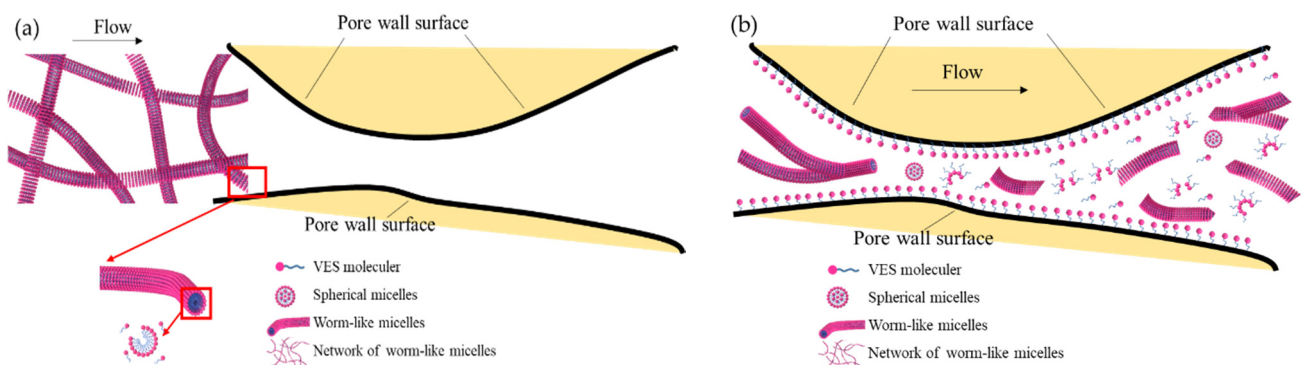 (a)
Flow
Pore wall surface
Pore wall surface
VES moleculer
Spherical micelles
Worm-like micelles
Network of worm-like micelles
(b)
Pore wall surface
Flow
Pore wall surface
VES moleculer
Spherical micelles
Worm-like micelles
Network of worm-like micelles